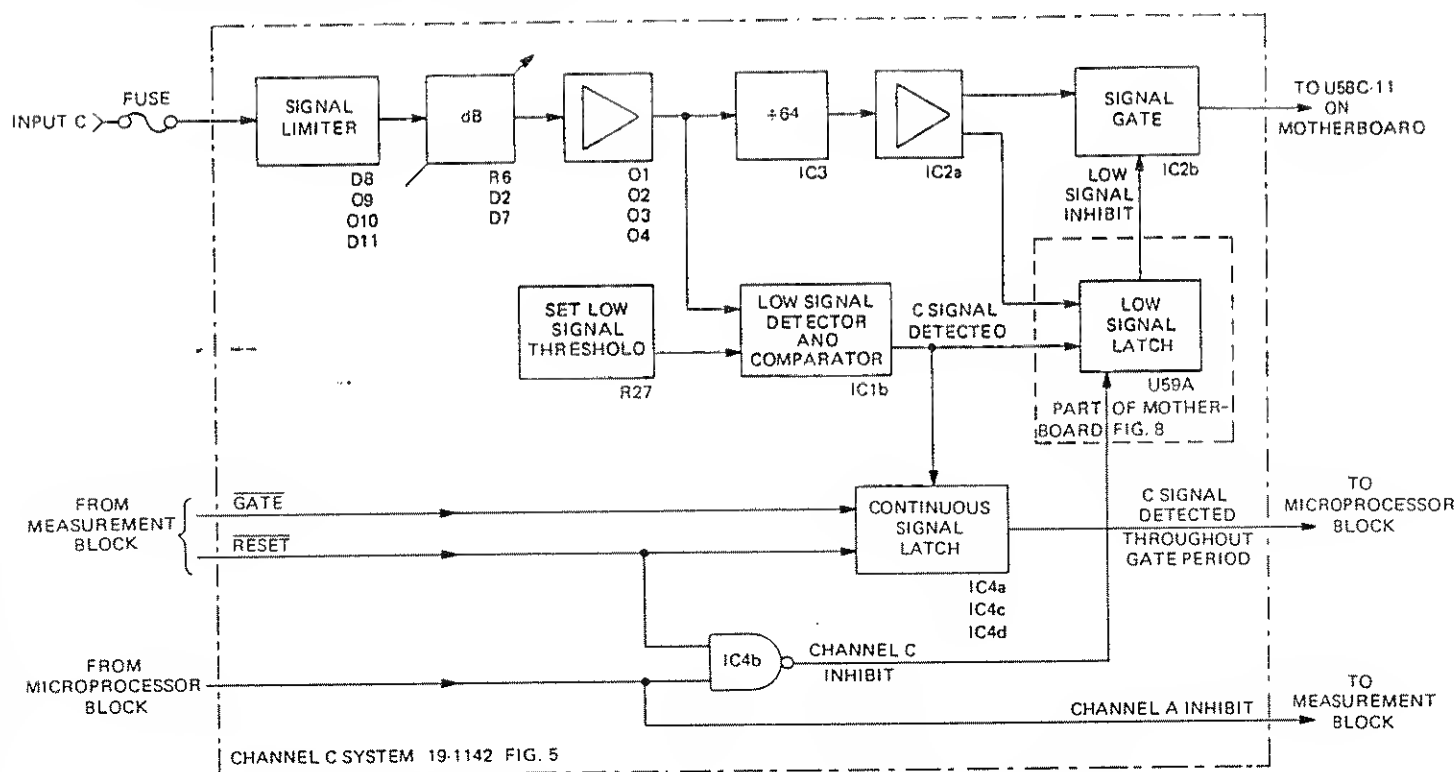 INPUT C
FUSE
SIGNAL
LIMITER
D8
O9
O10
D11
dB
R6
D2
D7
O1
O2
O3
O4
÷64
IC3
IC2a
SIGNAL
GATE
IC2b
TO U58C-11
ON
MOTHERBOARD
LOW
SIGNAL
INHIBIT
SET LOW
SIGNAL
THRESHOLO
R27
LOW SIGNAL
DETECTOR
AND
COMPARATOR
IC1b
C SIGNAL
DETECTEO
LOW
SIGNAL
LATCH
U59A
PART OF MOTHER-
BOARD FIG. 8
FROM
MEASUREMENT
BLOCK
GATE
RESET
CONTINUOUS
SIGNAL
LATCH
IC4a
IC4c
IC4d
C SIGNAL
DETECTED
THROUGHOUT
GATE PERIOD
TO
MICROPROCESSOR
BLOCK
FROM
MICROPROCESSOR
BLOCK
IC4b
CHANNEL C
INHIBIT
CHANNEL A INHIBIT
TO
MEASUREMENT
BLOCK
CHANNEL C SYSTEM 19-1142 FIG. 5